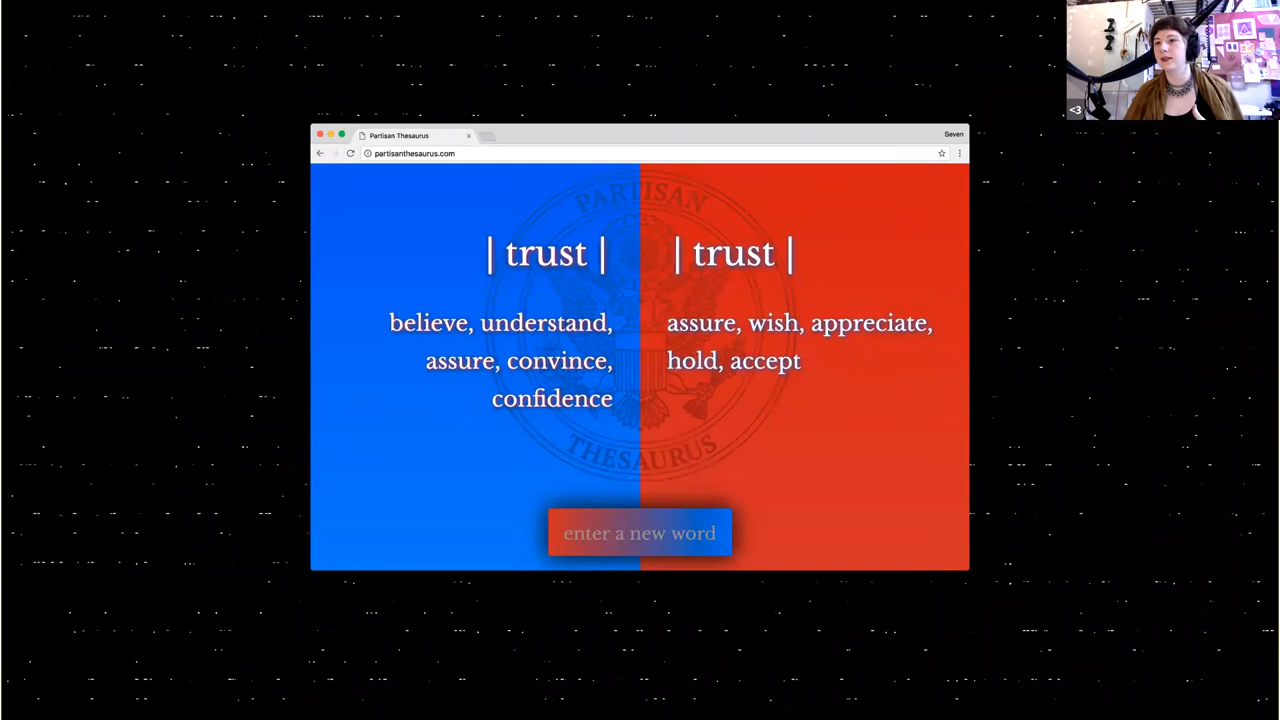 <3
Partisan Thesaurus
Seven
partisanthesaurus.com
PARTISAN
| trust |
| trust |
believe, understand,
assure, convince,
confidence
assure, wish, appreciate,
hold, accept
THESAURUS
enter a new word